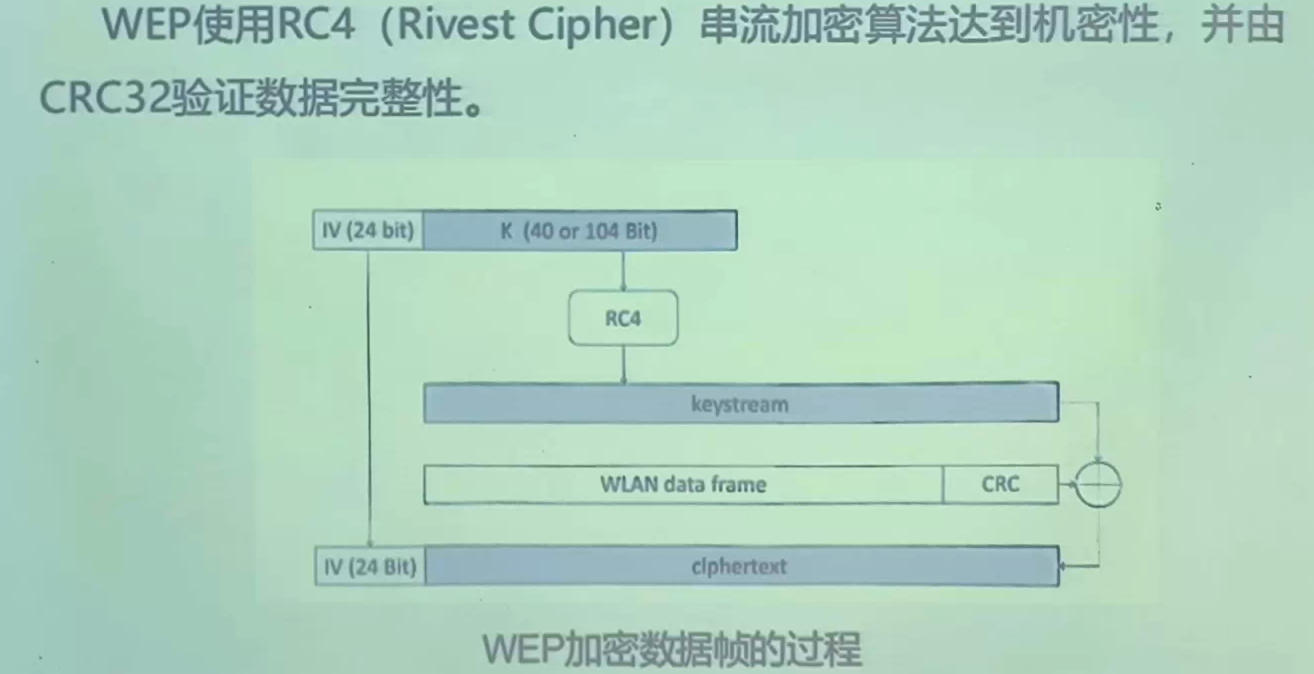 WEP使用RC4（Rivest Cipher）串流加密算法达到机密性，并由
CRC32验证数据完整性。
IV (24 bit)
K (40 or 104 Bit)
RC4
keystream
WLAN data frame
CRC
IV (24 Bit)
ciphertext
WEP加密数据帧的过程